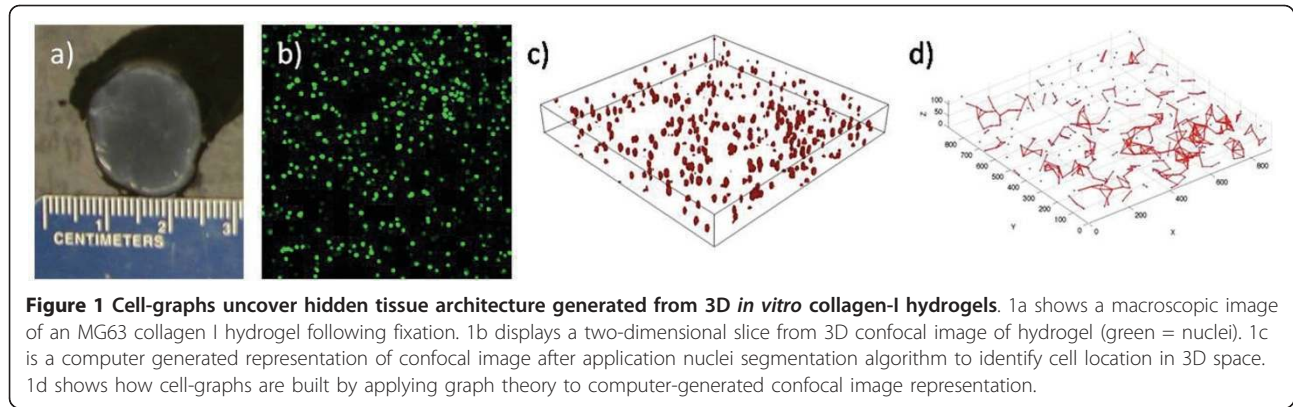 a)
b)
c)
d)
1 2 3
CENTIMETERS
100
50
0
Z
800
700
600
500
400
300
200
100
0
Y
0
200
400
600
800
X
Figure 1 Cell-graphs uncover hidden tissue architecture generated from 3D in vitro collagen-I hydrogels. 1a shows a macroscopic image
of an MG63 collagen I hydrogel following fixation. 1b displays a two-dimensional slice from 3D confocal image of hydrogel (green = nuclei). 1c
is a computer generated representation of confocal image after application nuclei segmentation algorithm to identify cell location in 3D space.
1d shows how cell-graphs are built by applying graph theory to computer-generated confocal image representation.